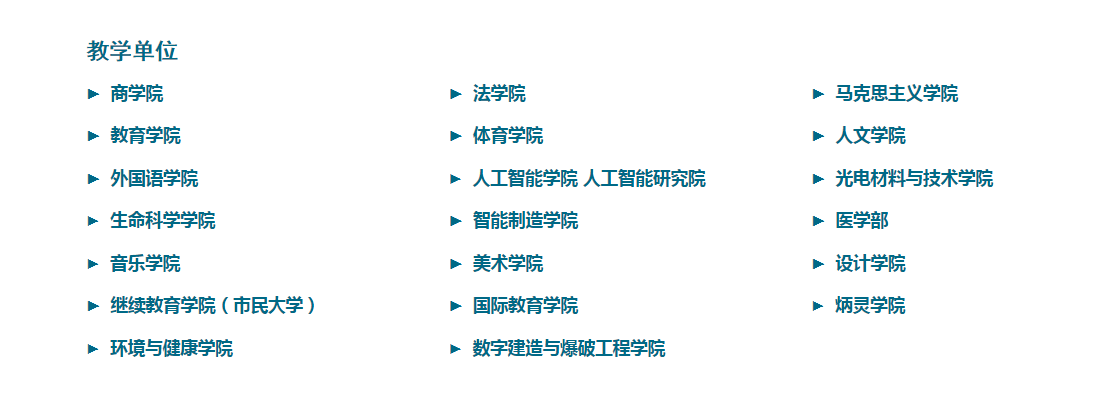 教学单位
► 商学院
► 法学院
► 马克思主义学院
► 教育学院
► 体育学院
► 人文学院
► 外国语学院
► 人工智能学院 人工智能研究院
► 光电材料与技术学院
► 生命科学学院
► 智能制造学院
► 医学部
► 音乐学院
► 美术学院
► 设计学院
► 继续教育学院（市民大学）
► 国际教育学院
► 炳灵学院
► 环境与健康学院
► 数字建造与爆破工程学院